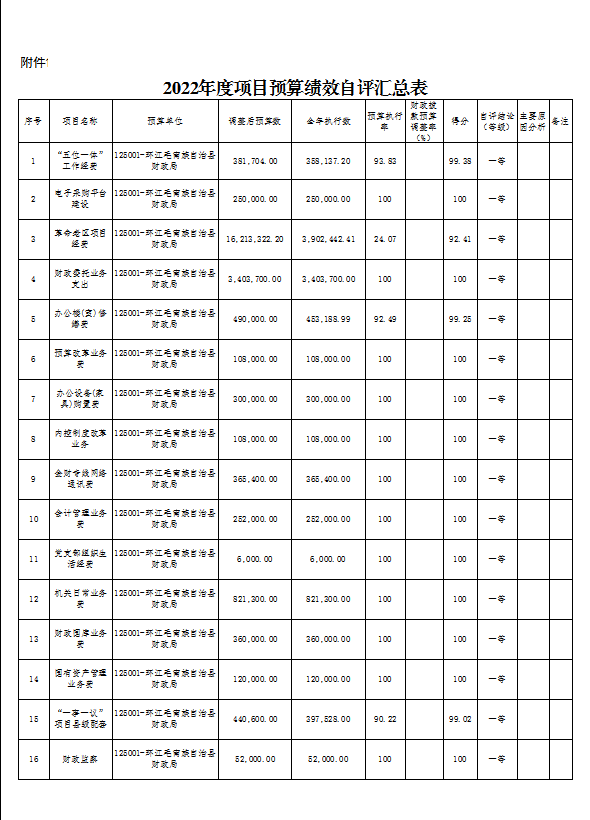 附件
2022年度项目预算绩效自评汇总表
序号 项目名称 预算单位 调整后预算数 全年执行数 预算执行率 财政拨款预算调整率(%) 得分 自评结论(等级) 主要原因分析 备注
1 “五位一体”工作经费 125001-环江毛南族自治县财政局 381,704.00 358,137.20 93.83 99.38 一等
2 电子采购平台建设 125001-环江毛南族自治县财政局 250,000.00 250,000.00 100 100 一等
3 革命老区项目经费 125001-环江毛南族自治县财政局 16,213,322.20 3,902,442.41 24.07 92.41 一等
4 财政委托业务支出 125001-环江毛南族自治县财政局 3,403,700.00 3,403,700.00 100 100 一等
5 办公楼(室)修缮费 125001-环江毛南族自治县财政局 490,000.00 453,188.99 92.49 99.25 一等
6 预算改革业务费 125001-环江毛南族自治县财政局 108,000.00 108,000.00 100 100 一等
7 办公设备(家具)购置费 125001-环江毛南族自治县财政局 300,000.00 300,000.00 100 100 一等
8 内控制度改革业务 125001-环江毛南族自治县财政局 108,000.00 108,000.00 100 100 一等
9 金财专线网络通讯费 125001-环江毛南族自治县财政局 365,400.00 365,400.00 100 100 一等
10 会计管理业务费 125001-环江毛南族自治县财政局 252,000.00 252,000.00 100 100 一等
11 党支部组织生活经费 125001-环江毛南族自治县财政局 6,000.00 6,000.00 100 100 一等
12 机关日常业务费 125001-环江毛南族自治县财政局 821,300.00 821,300.00 100 100 一等
13 财政国库业务费 125001-环江毛南族自治县财政局 360,000.00 360,000.00 100 100 一等
14 国有资产管理业务费 125001-环江毛南族自治县财政局 120,000.00 120,000.00 100 100 一等
15 “一事一议”项目县级配套 125001-环江毛南族自治县财政局 440,600.00 397,528.00 90.22 99.02 一等
16 财政监察 125001-环江毛南族自治县财政局 52,000.00 52,000.00 100 100 一等